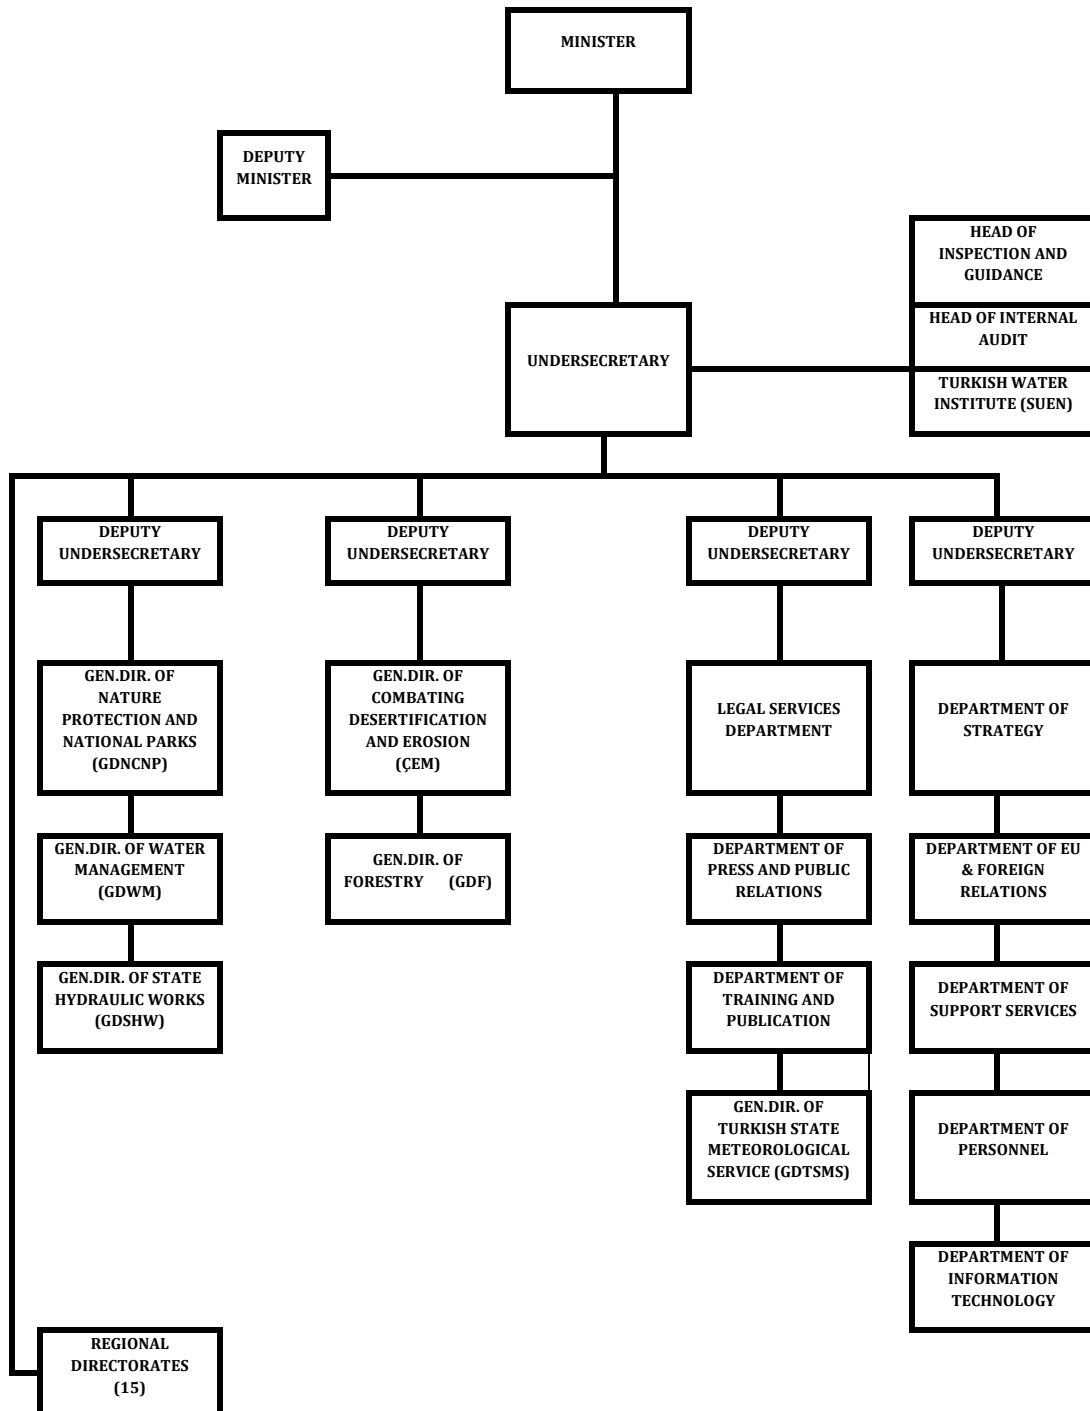 MINISTER
DEPUTY
MINISTER
HEAD OF
INSPECTION AND
GUIDANCE
HEAD OF INTERNAL
AUDIT
TURKISH WATER
INSTITUTE (SUEN)
UNDERSECRETARY
DEPUTY
UNDERSECRETARY
DEPUTY
UNDERSECRETARY
DEPUTY
UNDERSECRETARY
DEPUTY
UNDERSECRETARY
GEN.DIR. OF
NATURE
PROTECTION AND
NATIONAL PARKS
(GDNCNP)
GEN.DIR. OF
COMBATING
DESERTIFICATION
AND EROSION
(ÇEM)
LEGAL SERVICES
DEPARTMENT
DEPARTMENT OF
STRATEGY
GEN.DIR. OF WATER
MANAGEMENT
(GDWM)
GEN.DIR. OF
FORESTRY (GDF)
DEPARTMENT OF
PRESS AND PUBLIC
RELATIONS
DEPARTMENT OF EU
& FOREIGN
RELATIONS
GEN.DIR. OF STATE
HYDRAULIC WORKS
(GDSHW)
DEPARTMENT OF
TRAINING AND
PUBLICATION
DEPARTMENT OF
SUPPORT SERVICES
GEN.DIR. OF
TURKISH STATE
METEOROLOGICAL
SERVICE (GDTSMS)
DEPARTMENT OF
PERSONNEL
DEPARTMENT OF
INFORMATION
TECHNOLOGY
REGIONAL
DIRECTORATES
(15)